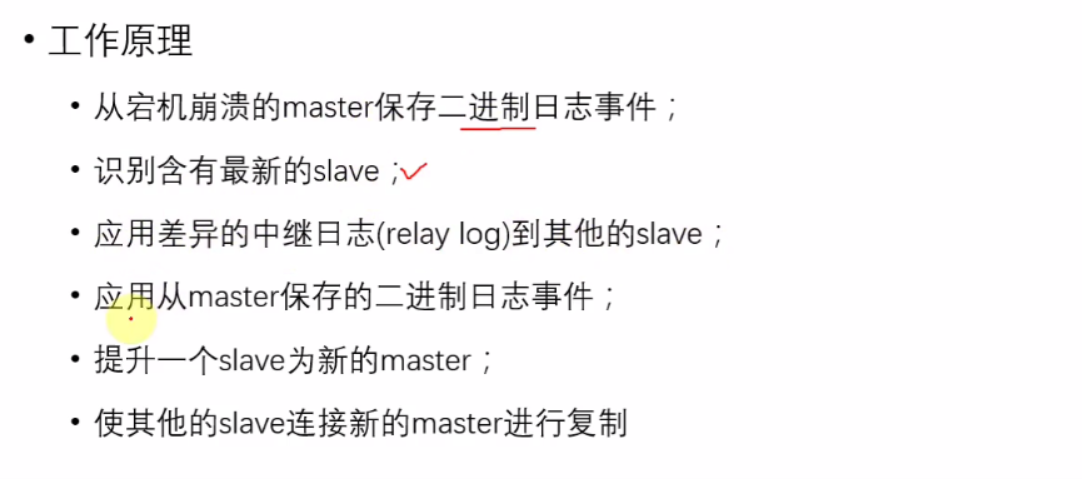 • 工作原理
• 从宕机崩溃的master保存二进制日志事件；
• 识别含有最新的slave；
• 应用差异的中继日志(relay log)到其他的slave；
• 应用从master保存的二进制日志事件；
• 提升一个slave为新的master；
• 使其他的slave连接新的master进行复制